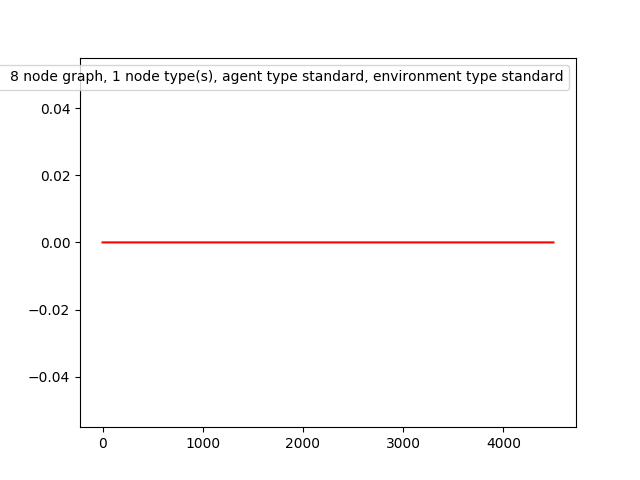 8 node graph, 1 node type(s), agent type standard, environment type standard
0.04
0.02
0.00
−0.02
−0.04
0 1000 2000 3000 4000